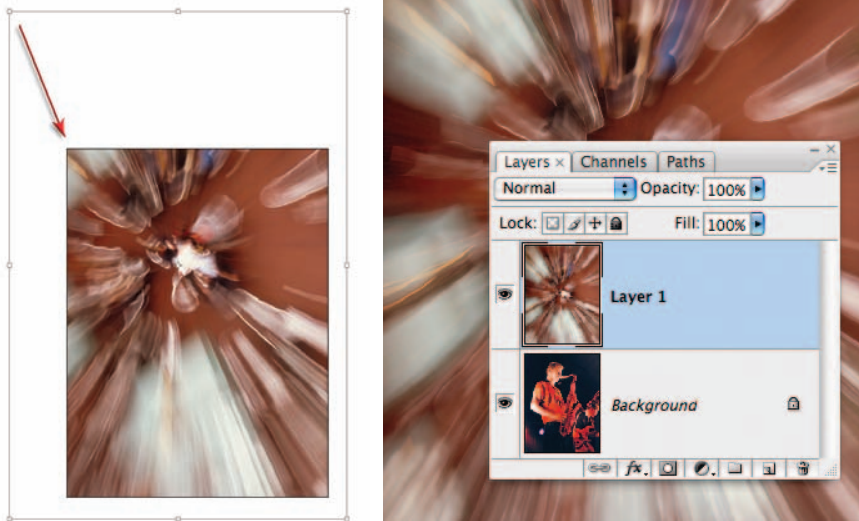 Layers × Channels Paths
Normal Opacity: 100%
Lock: Fill: 100%
Layer 1
Background
fx.